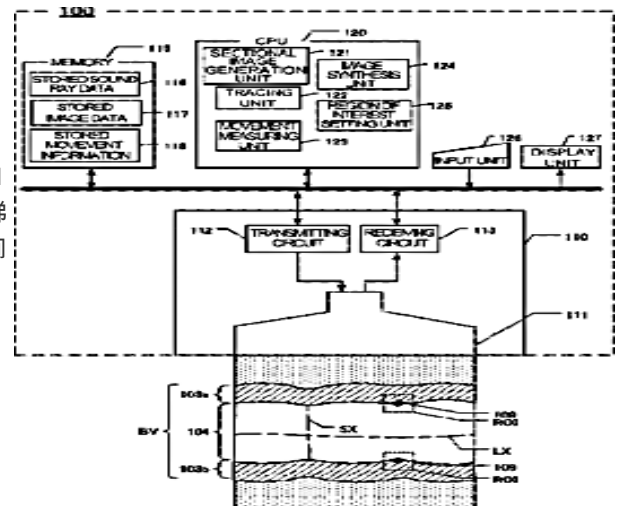 100
CPU
120
115
MEMORY
SECTIONAL
IMAGE
GENERATION
UNIT
121
IMAGE
SYNTHESIS
UNIT
124
STORED SOUND
RAY DATA
116
TRACING
UNIT
122
STORED
IMAGE DATA
117
REGION OF
INTEREST
SETTING UNIT
125
STORED
MOVEMENT
INFORMATION
118
MOVEMENT
MEASURING
UNIT
123
126
127
INPUT UNIT
DISPLAY
UNIT
112
TRANSMITTING
CIRCUIT
RECEIVING
CIRCUIT
113
110
111
103a
BV
104
SX
ROI
LX
103b
ROI